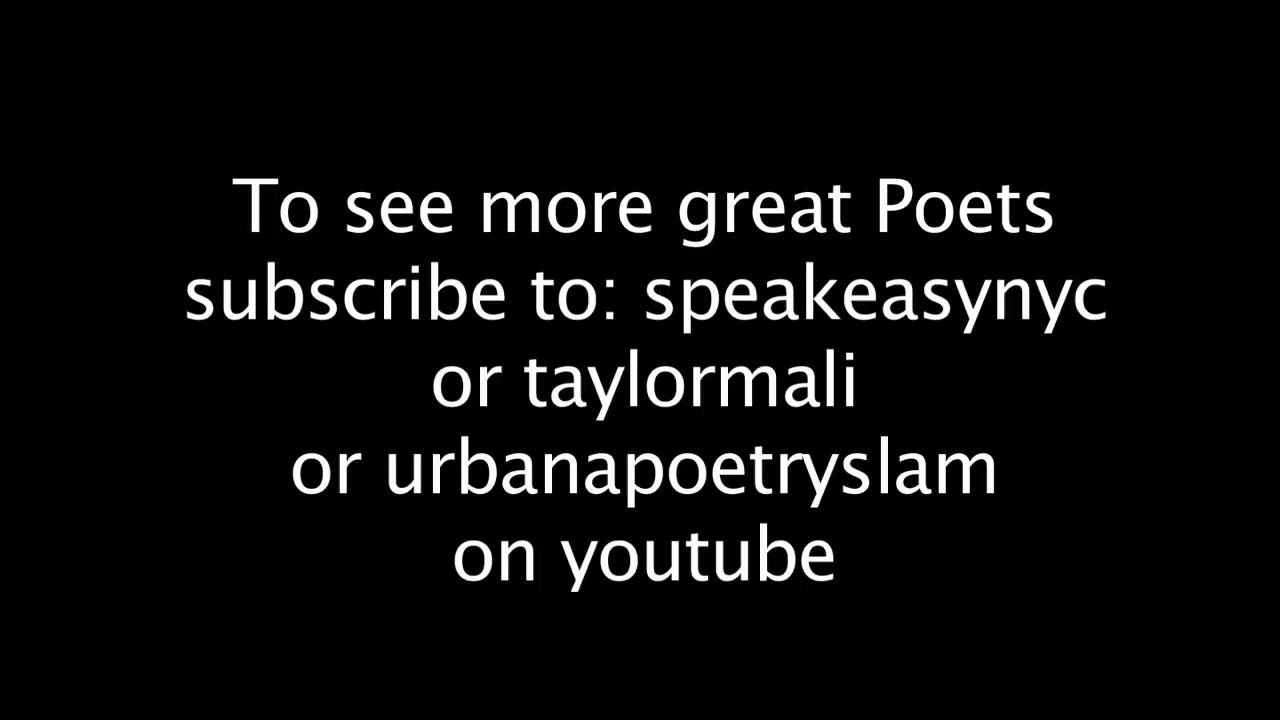 To see more great Poets
subscribe to: speakeasynyc
or taylormali
or urbanapoetryslam
on youtube